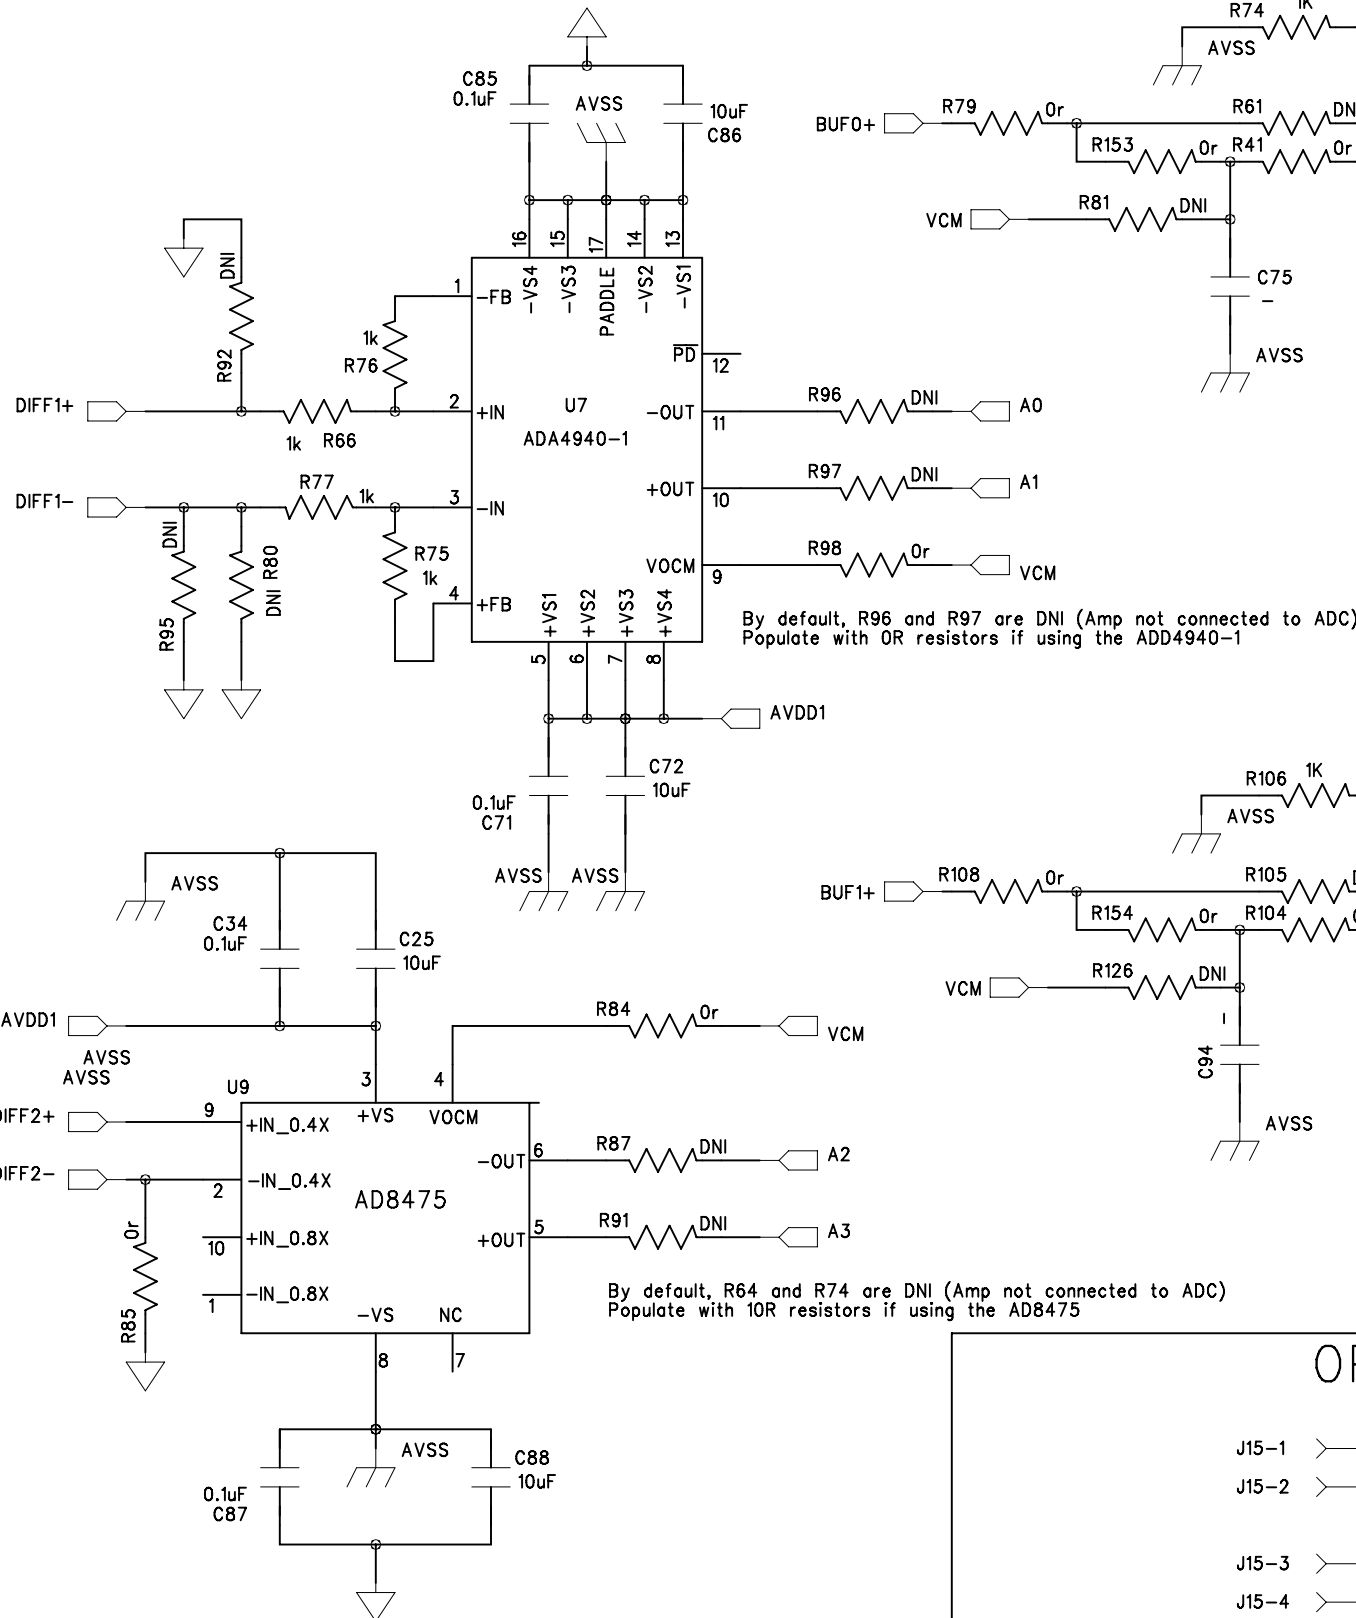 R74
1K
AVSS
C85
0.1uF
AVSS
10uF
C86
BUF0+
R79
0r
R61
R153
0r
R41
0r
VCM
R81
DNI
C75
-
AVSS
16
15
17
14
13
-VS4
-VS3
PADDLE
-VS2
-VS1
DNI
R92
1
-FB
1k
R76
PD
12
DIFF1+
1k
R66
2
+IN
U7
ADA4940-1
-OUT
11
R96
DNI
A0
DIFF1-
R77
1k
3
-IN
+OUT
10
R97
DNI
A1
DNI
R95
DNI R80
R75
1k
4
+FB
VOCM
9
R98
0r
VCM
+VS1
+VS2
+VS3
+VS4
5
6
7
8
By default, R96 and R97 are DNI (Amp not connected to ADC)
Populate with 0R resistors if using the ADD4940-1
AVDD1
C72
10uF
0.1uF
C71
AVSS
AVSS
R106
1K
AVSS
BUF1+
R108
0r
R105
R154
0r
R104
VCM
R126
DNI
-
C94
AVSS
AVSS
C34
0.1uF
C25
10uF
AVDD1
AVSS
AVSS
R84
0r
VCM
U9
3
4
DIFF2+
9
+IN_0.4X
+VS
VOCM
DIFF2-
2
-IN_0.4X
AD8475
-OUT
6
R87
DNI
A2
0r
R85
10
+IN_0.8X
+OUT
5
R91
DNI
A3
1
-IN_0.8X
-VS
NC
8
7
By default, R64 and R74 are DNI (Amp not connected to ADC)
Populate with 10R resistors if using the AD8475
AVSS
0.1uF
C87
C88
10uF
J15-1
J15-2
J15-3
J15-4